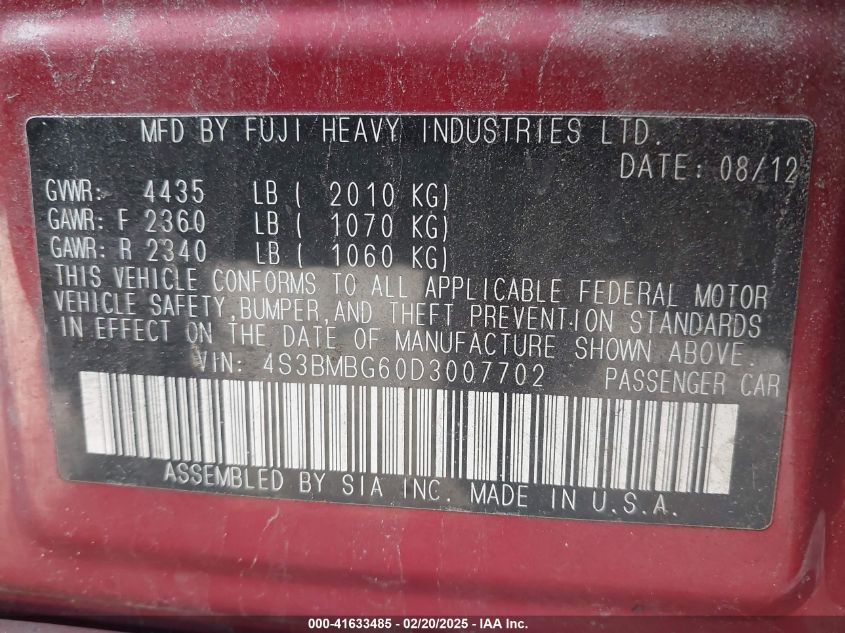 MFD BY FUJI HEAVY INDUSTRIES LTD.
DATE: 08/12
GVWR: 4435 LB ( 2010 KG)
GAWR: F 2360 LB ( 1070 KG)
GAWR: R 2340 LB ( 1060 KG)
THIS VEHICLE CONFORMS TO ALL APPLICABLE FEDERAL MOTOR
VEHICLE SAFETY, BUMPER, AND THEFT PREVENTION STANDARDS
IN EFFECT ON THE DATE OF MANUFACTURE SHOWN ABOVE.
VIN: 4S3BMBG60D3007702 PASSENGER CAR
ASSEMBLED BY SIA INC. MADE IN U.S.A.
000-41633485 - 02/20/2025 - IAA Inc.